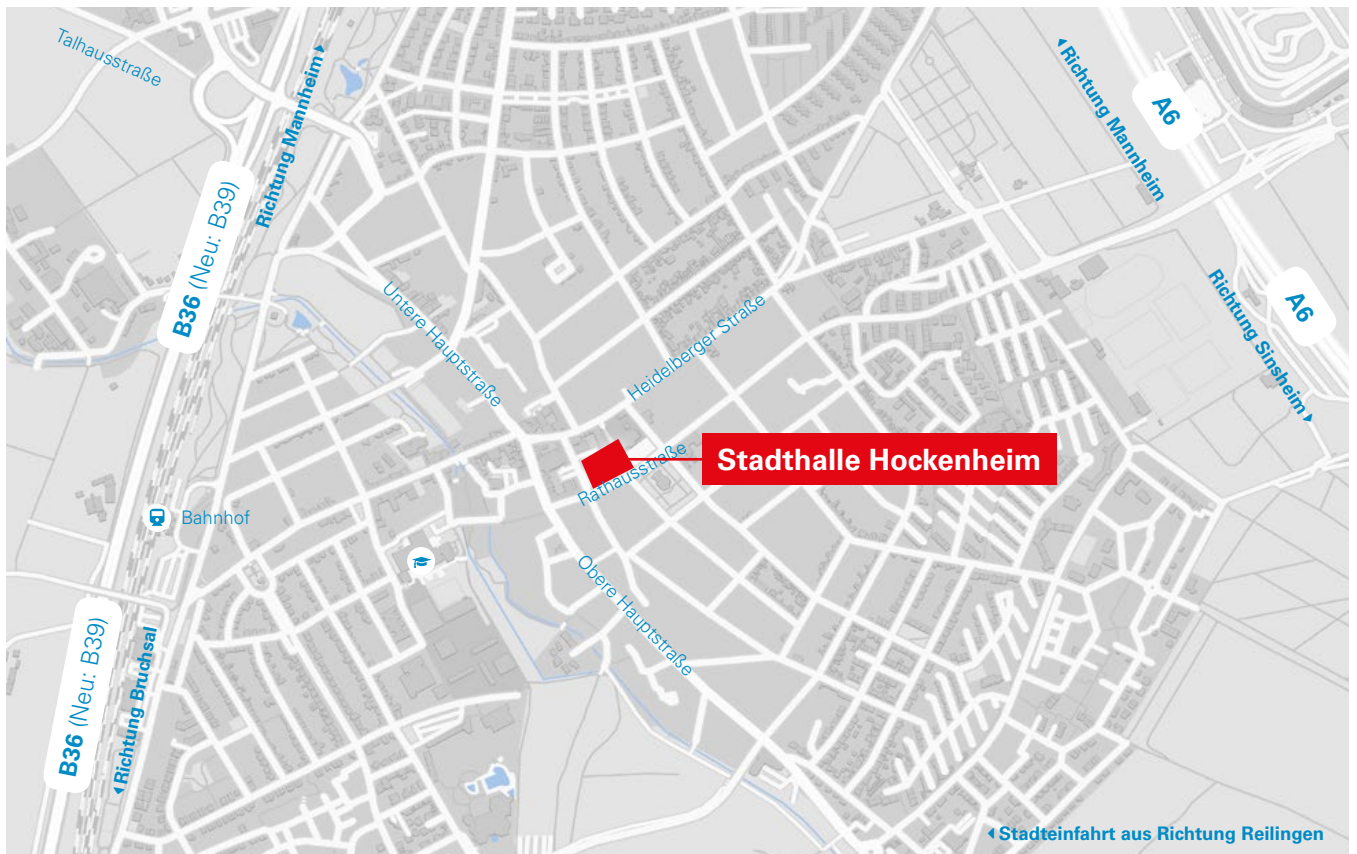 Talhausstraße
Richtung Mannheim
B36 (Neu: B39)
Richtung Mannheim
A6
A6
Richtung Sinsheim
Untere Hauptstraße
Heidelberger Straße
Stadthalle Hockenheim
Rathausstraße
Bahnhof
Obere Hauptstraße
B36 (Neu: B39)
Richtung Bruchsal
Stadteinfahrt aus Richtung Reilingen